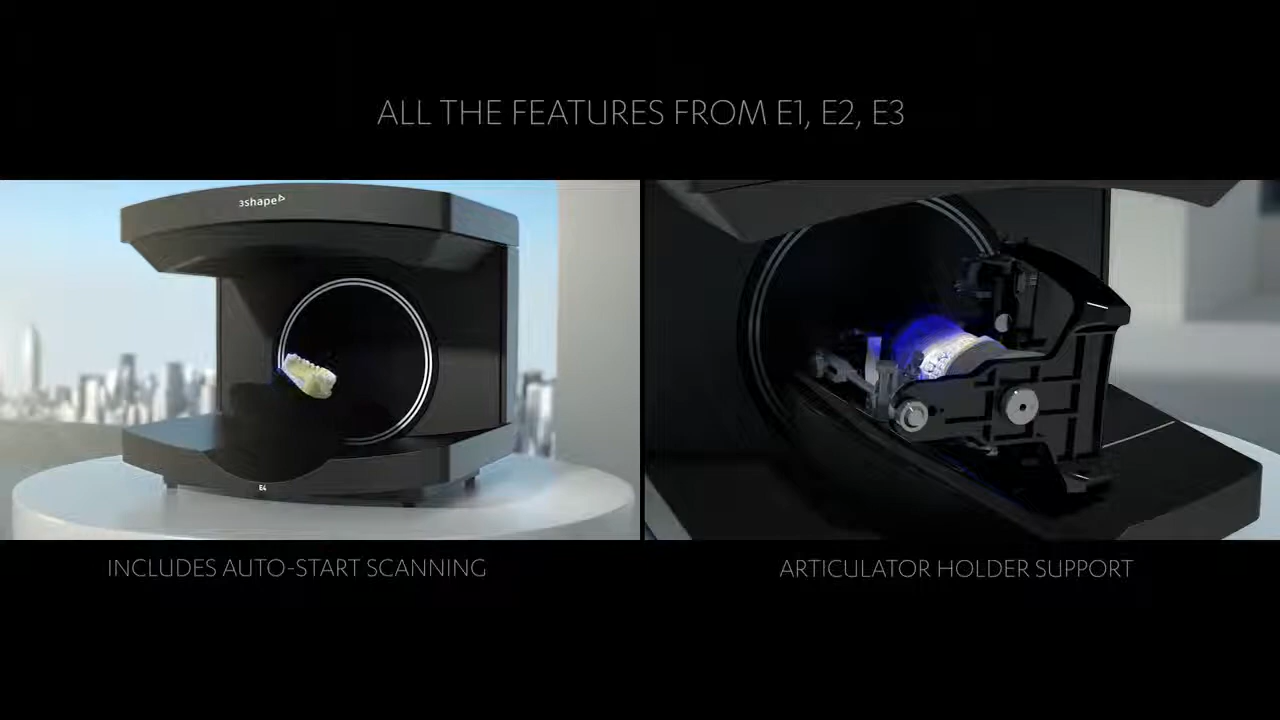 ALL THE FEATURES FROM E1, E2, E3
3shape
E4
INCLUDES AUTO-START SCANNING
ARTICULATOR HOLDER SUPPORT